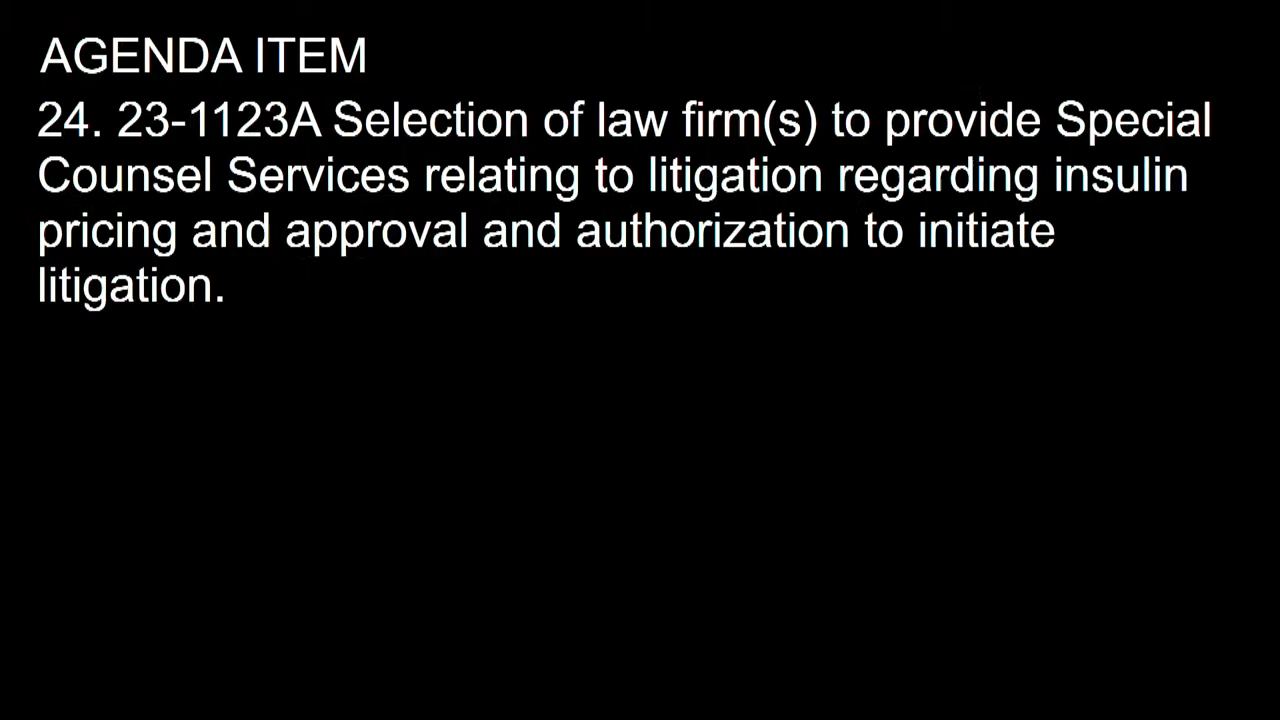 AGENDA ITEM
24. 23-1123A Selection of law firm(s) to provide Special
Counsel Services relating to litigation regarding insulin
pricing and approval and authorization to initiate
litigation.